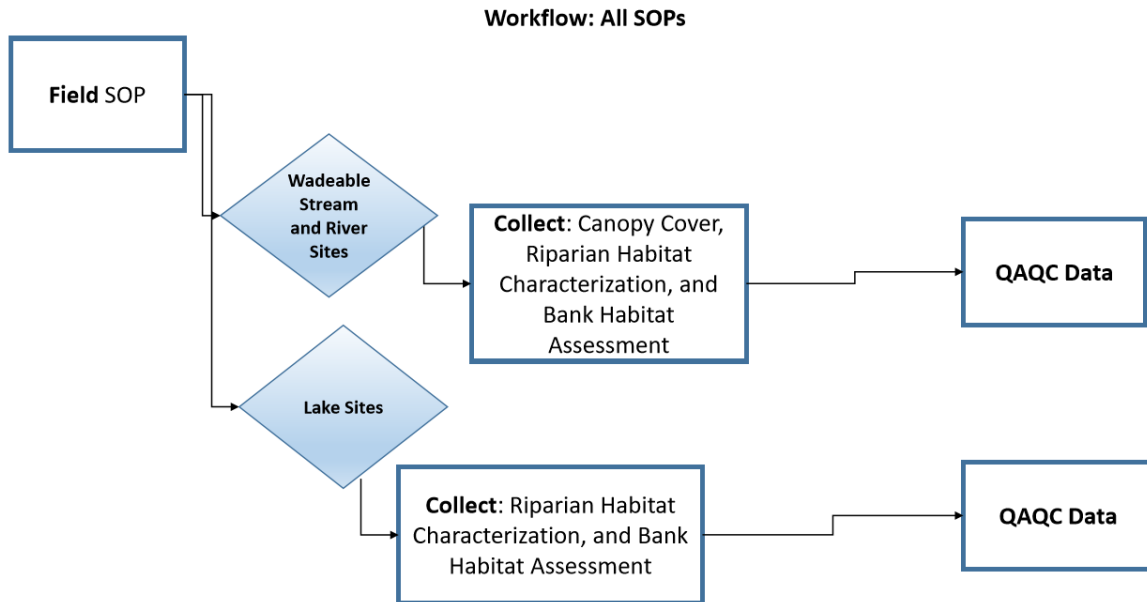 Workflow: All SOPs
Field SOP
Wadeable
Stream
and River
Sites
Collect: Canopy Cover,
Riparian Habitat
Characterization, and
Bank Habitat
Assessment
QAQC Data
Lake Sites
Collect: Riparian Habitat
Characterization, and Bank
Habitat Assessment
QAQC Data